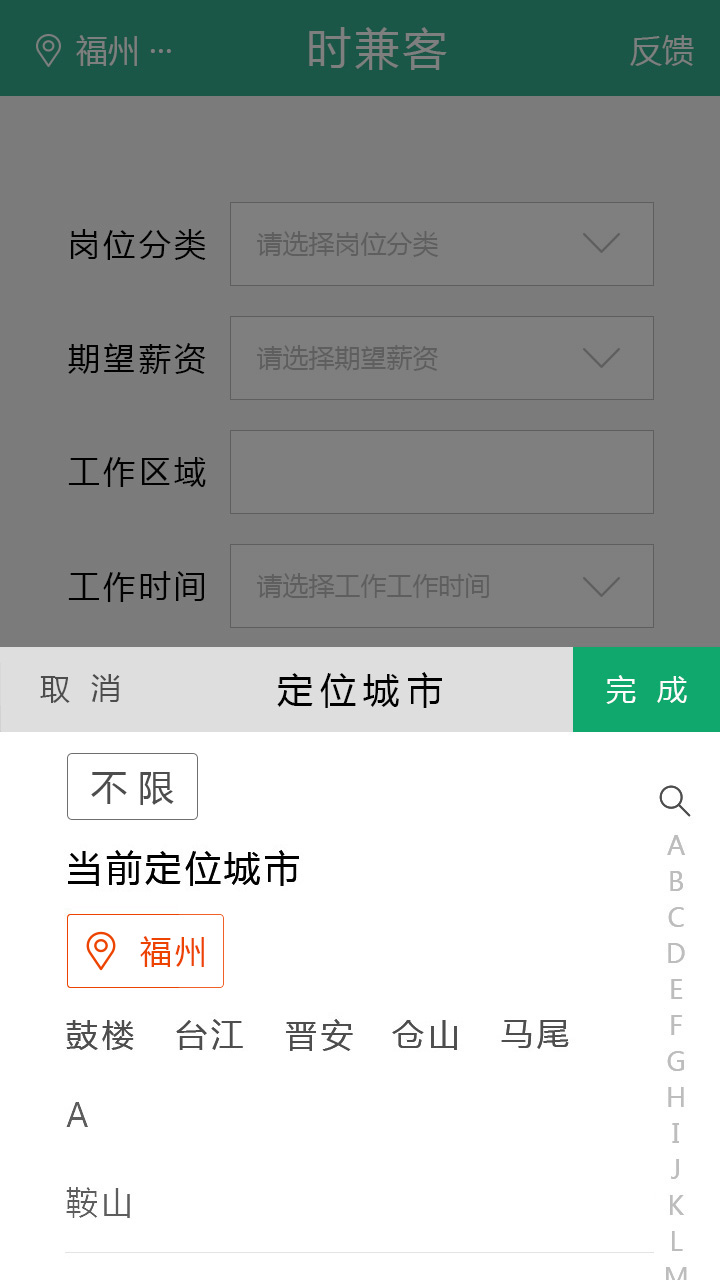 福州 ... 时兼客 反馈
岗位分类 请选择岗位分类
期望薪资 请选择期望薪资
工作区域
工作时间 请选择工作工作时间
取 消 定位城市 完 成
不 限
当前定位城市
福州
鼓楼 台江 晋安 仓山 马尾
A
鞍山
A
B
C
D
E
F
G
H
I
J
K
L
M